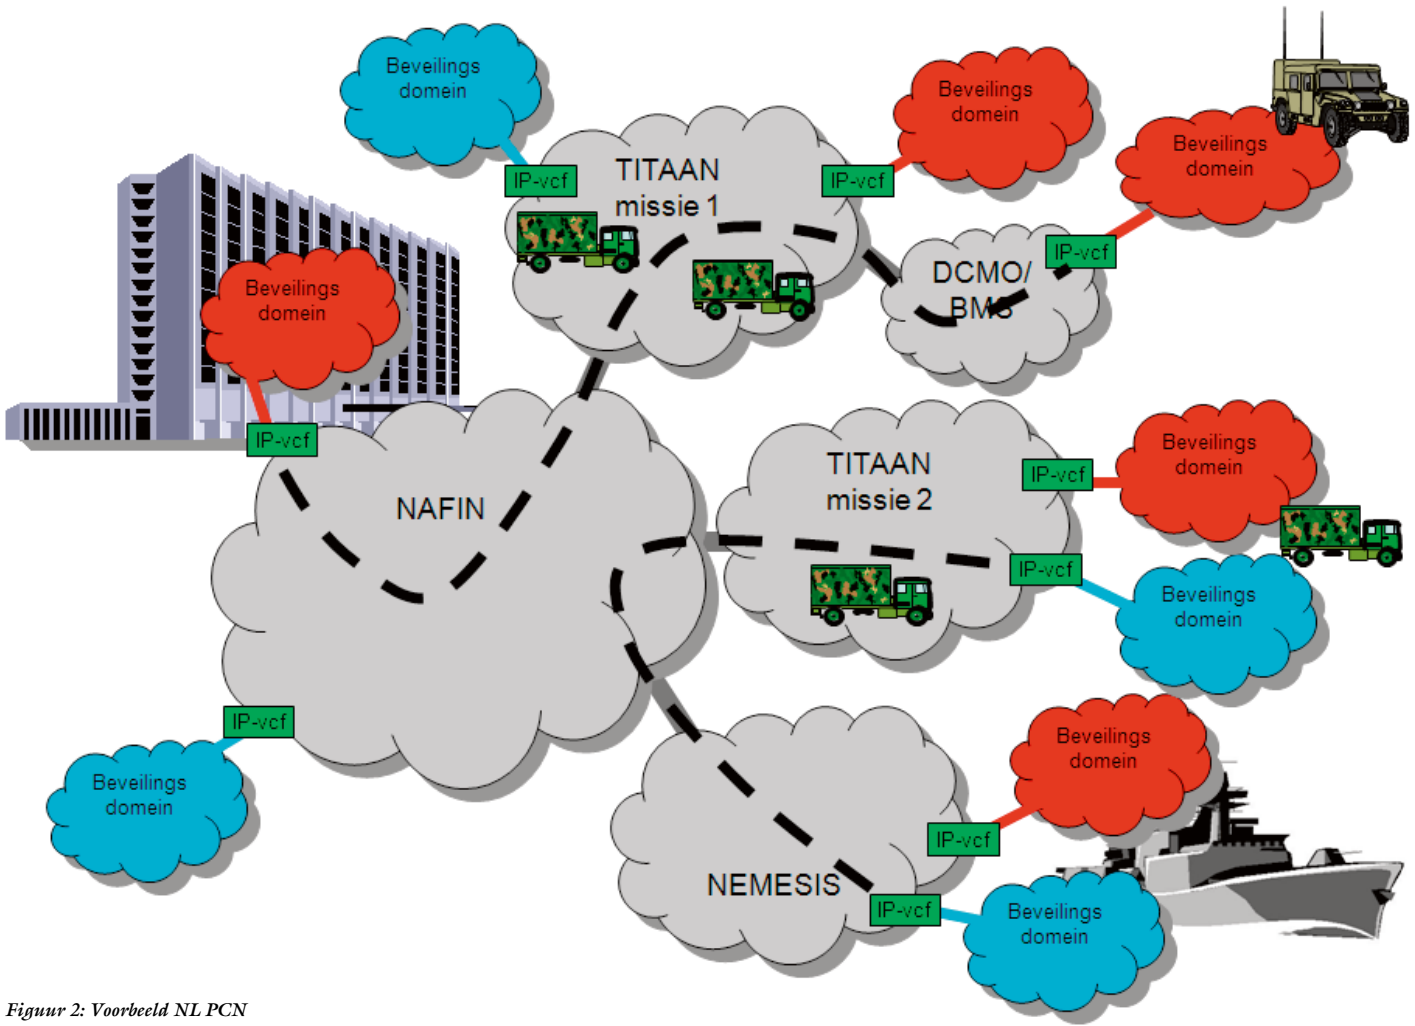 Beveilings
domein
IP-vcf
TITAAN
missie 1
IP-vcf
Beveilings
domein
Beveilings
domein
IP-vcf
DCMO/
BMS
Beveilings
domein
IP-vcf
NAFIN
TITAAN
missie 2
IP-vcf
Beveilings
domein
IP-vcf
Beveilings
domein
IP-vcf
Beveilings
domein
NEMESIS
IP-vcf
Beveilings
domein
IP-vcf
Beveilings
domein
Figuur 2: Voorbeeld NL PCN